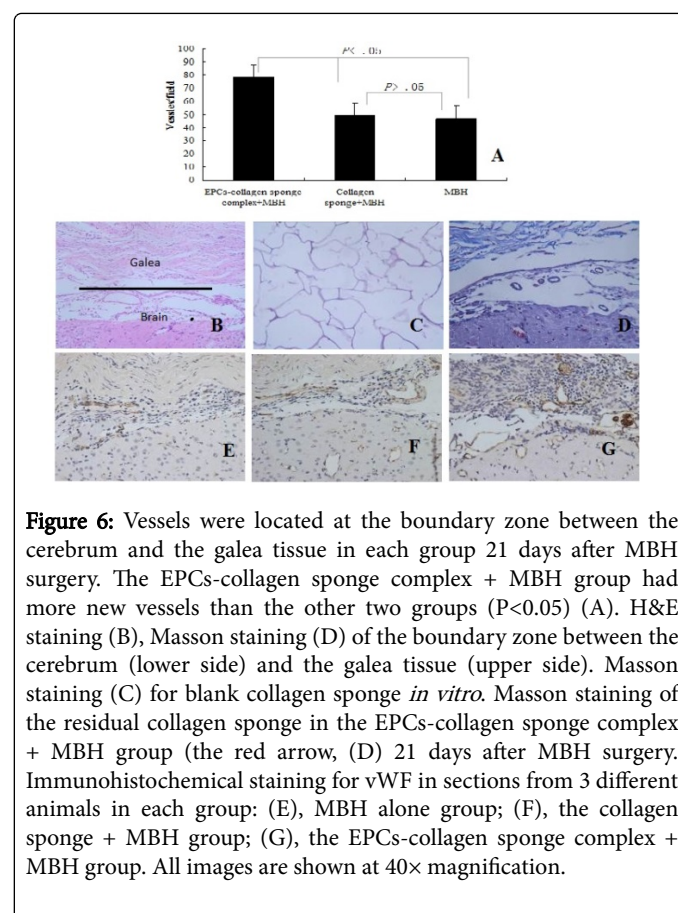 100
P< .05
90
80
P> .05
70
60
50
40
30
20
10
0
Vessles/field
A
EPCs-collagen sponge complex+MBH
Collagen sponge+MBH
MBH
Galea
Brain
B
C
D
E
F
G
Figure 6: Vessels were located at the boundary zone between the
cerebrum and the galea tissue in each group 21 days after MBH
surgery. The EPCs-collagen sponge complex + MBH group had
more new vessels than the other two groups (P<0.05) (A). H&E
staining (B), Masson staining (D) of the boundary zone between the
cerebrum (lower side) and the galea tissue (upper side). Masson
staining (C) for blank collagen sponge in vitro. Masson staining of
the residual collagen sponge in the EPCs-collagen sponge complex
+ MBH group (the red arrow, (D) 21 days after MBH surgery.
Immunohistochemical staining for vWF in sections from 3 different
animals in each group: (E), MBH alone group; (F), the collagen
sponge + MBH group; (G), the EPCs-collagen sponge complex +
MBH group. All images are shown at 40× magnification.